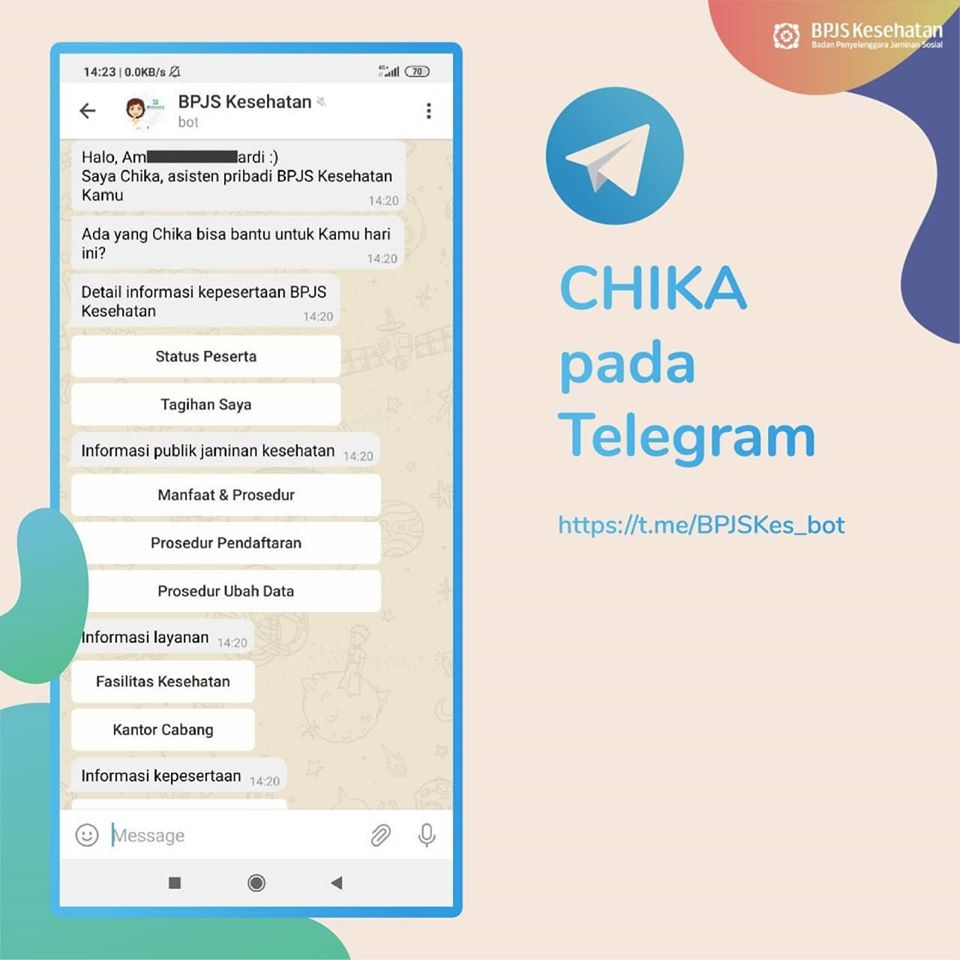 BPJS Kesehatan
Badan Penyelenggara Jaminan Sosial
14:23 | 0.0KB/s
4G+
70
BPJS Kesehatan
bot
Halo, Am ardi :)
Saya Chika, asisten pribadi BPJS Kesehatan
Kamu
14:20
Ada yang Chika bisa bantu untuk Kamu hari
ini?
14:20
Detail informasi kepesertaan BPJS
Kesehatan
14:20
Status Peserta
Tagihan Saya
Informasi publik jaminan kesehatan 14:20
Manfaat & Prosedur
Prosedur Pendaftaran
Prosedur Ubah Data
Informasi layanan 14:20
Fasilitas Kesehatan
Kantor Cabang
Informasi kepesertaan 14:20
Message
CHIKA
pada
Telegram
https://t.me/BPJSKes_bot